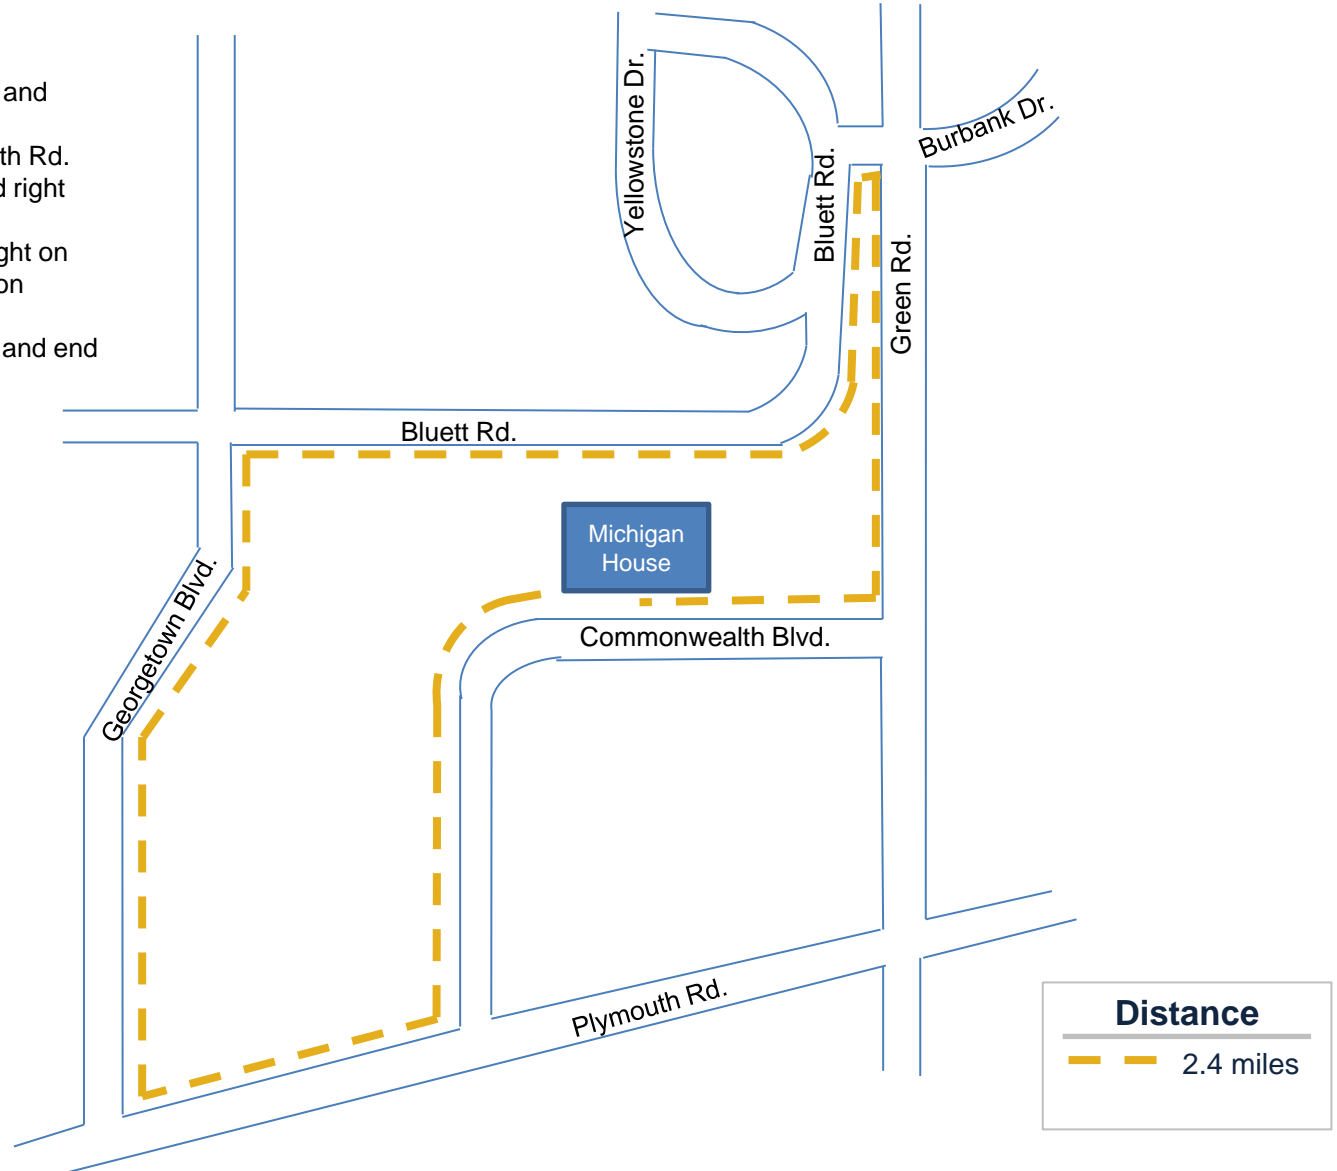 and
th Rd.
d right
ght on
on
and end
Yellowstone Dr.
Burbank Dr.
Bluett Rd.
Green Rd.
Bluett Rd.
Michigan
House
Georgetown Blvd.
Commonwealth Blvd.
Plymouth Rd.
Distance
2.4 miles